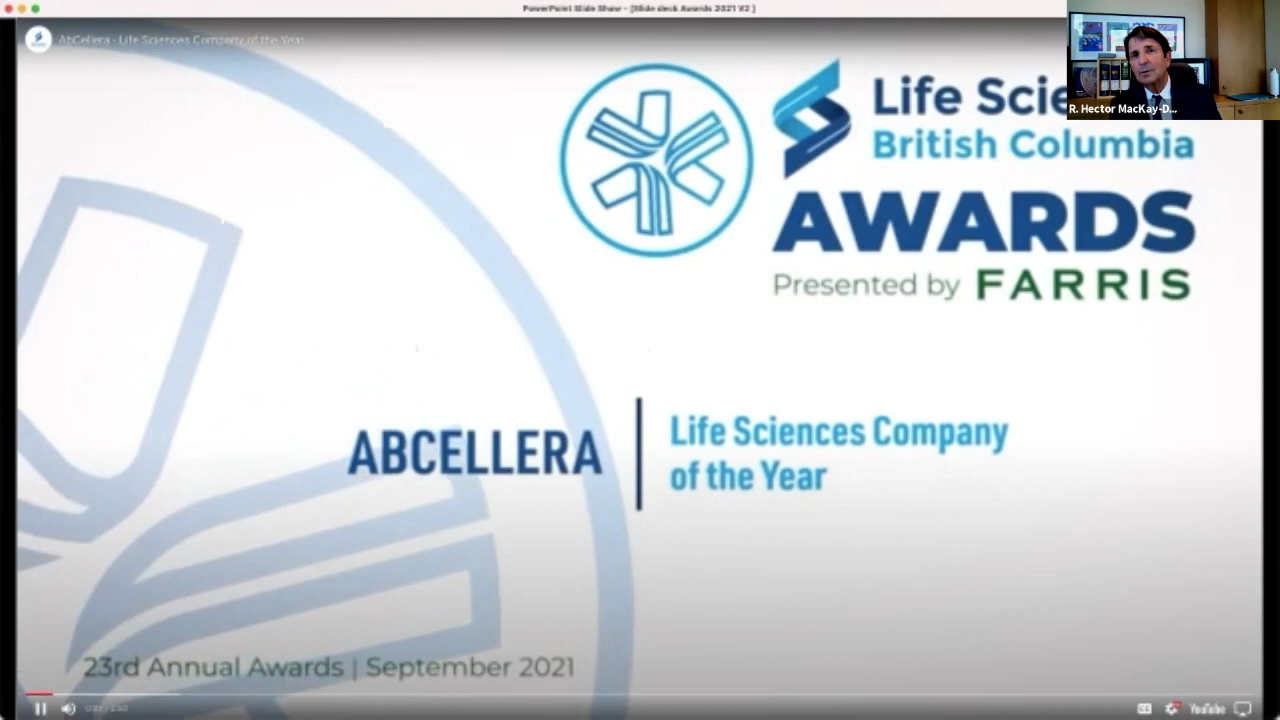 PowerPoint Slide Show - [Slide deck Awards 2021 V2 ]
AbCellera - Life Sciences Company of the Year
R. Hector MacKay-D...
Life Scie
British Columbia
AWARDS
Presented by FARRIS
ABCELLERA
Life Sciences Company
of the Year
23rd Annual Awards | September 2021
CC
YouTube